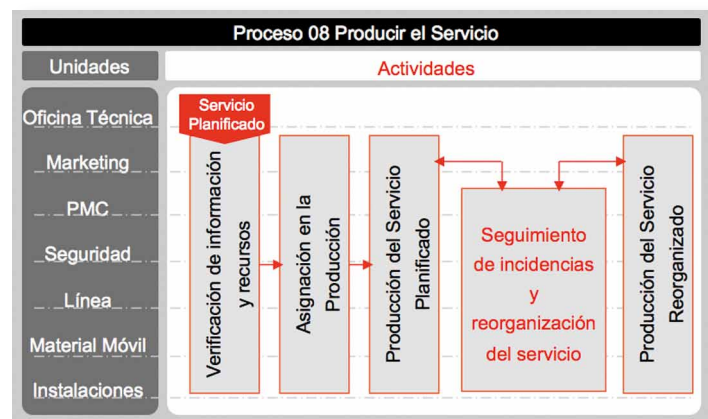 Proceso 08 Producir el Servicio
Unidades
Actividades
Oficina Técnica
Marketing
PMC
Seguridad
Línea
Material Móvil
Instalaciones
Servicio
Planificado
Verificación de información
y recursos
Asignación en la
Producción
Producción del Servicio
Planificado
Seguimiento
de incidencias
y
reorganización
del servicio
Producción del Servicio
Reorganizado